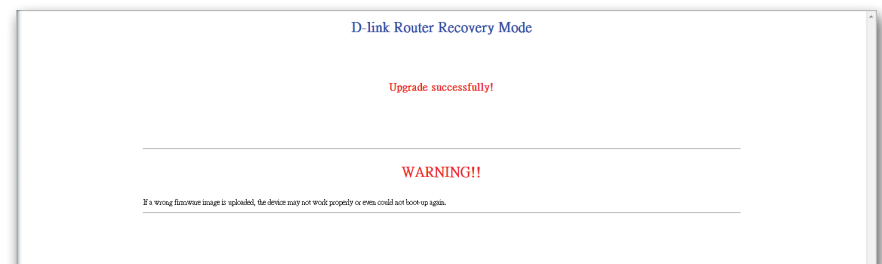 D-link Router Recovery Mode
Upgrade successfully!
WARNING!!
If a wrong firmware image is uploaded, the device may not work properly or even could not boot-up again.